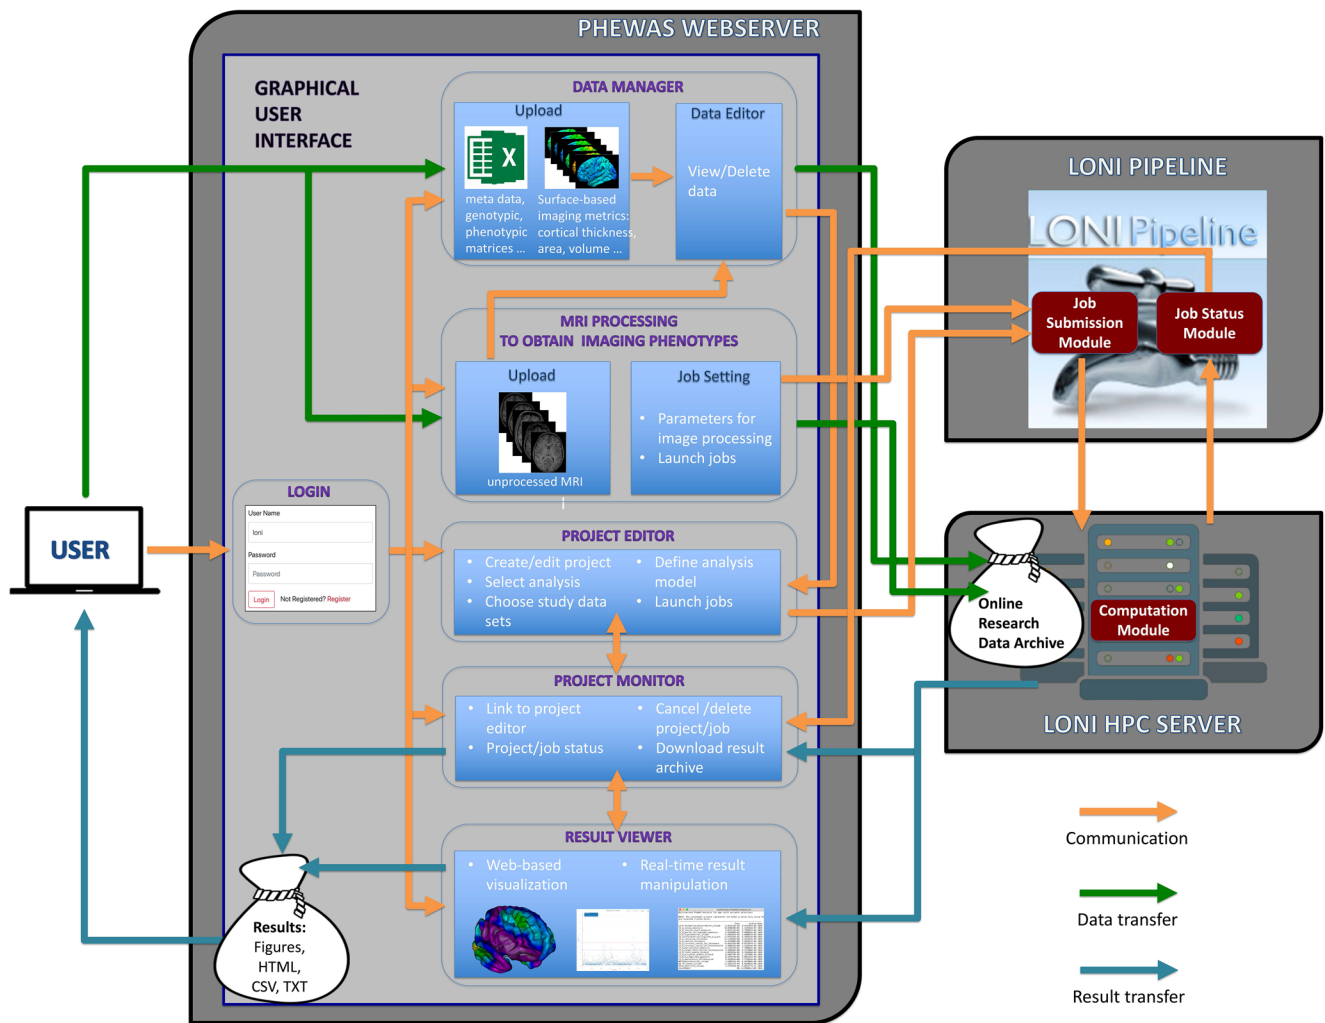 PHEWAS WEBSERVER
GRAPHICAL
USER
INTERFACE
DATA MANAGER
Upload
X
meta data,
genotypic,
phenotypic
matrices ...
Surface-based
imaging metrics:
cortical thickness,
area, volume ...
Data Editor
View/Delete
data
MRI PROCESSING
TO OBTAIN IMAGING PHENOTYPES
Upload
unprocessed MRI
Job Setting
• Parameters for
image processing
• Launch jobs
LOGIN
User Name
loni
Password
Password
Login
Not Registered? Register
USER
PROJECT EDITOR
• Create/edit project
• Select analysis
• Choose study data
sets
• Define analysis
model
• Launch jobs
PROJECT MONITOR
• Link to project
editor
• Project/job status
• Cancel /delete
project/job
• Download result
archive
RESULT VIEWER
• Web-based
visualization
• Real-time result
manipulation
Results:
Figures,
HTML,
CSV, TXT
LONI PIPELINE
LONI Pipeline
Job
Submission
Module
Job Status
Module
Online
Research
Data Archive
Computation
Module
LONI HPC SERVER
Communication
Data transfer
Result transfer